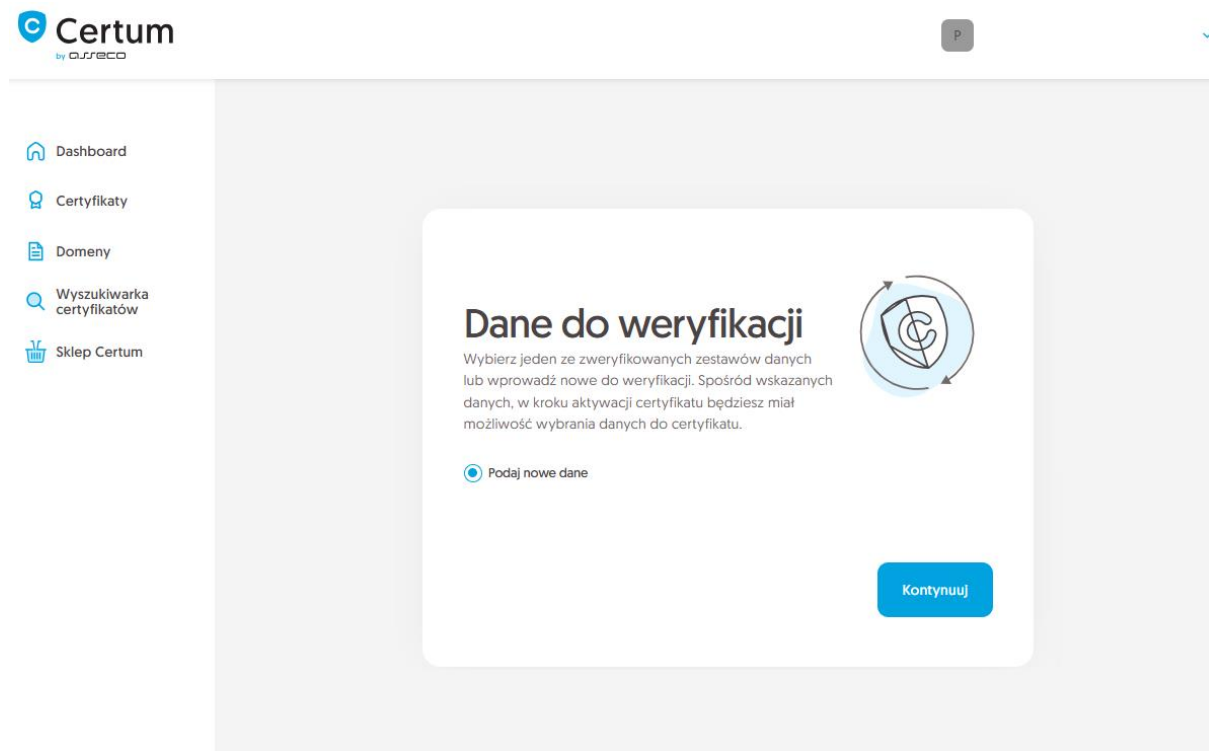 Certum
by asseco
P
Dashboard
Certyfikaty
Domeny
Wyszukiwarka
certyfikatów
Sklep Certum
Dane do weryfikacji
Wybierz jeden ze zweryfikowanych zestawów danych
lub wprowadź nowe do weryfikacji. Spośród wskazanych
danych, w kroku aktywacji certyfikatu będziesz miał
możliwość wybrania danych do certyfikatu.
Podaj nowe dane
Kontynuuj